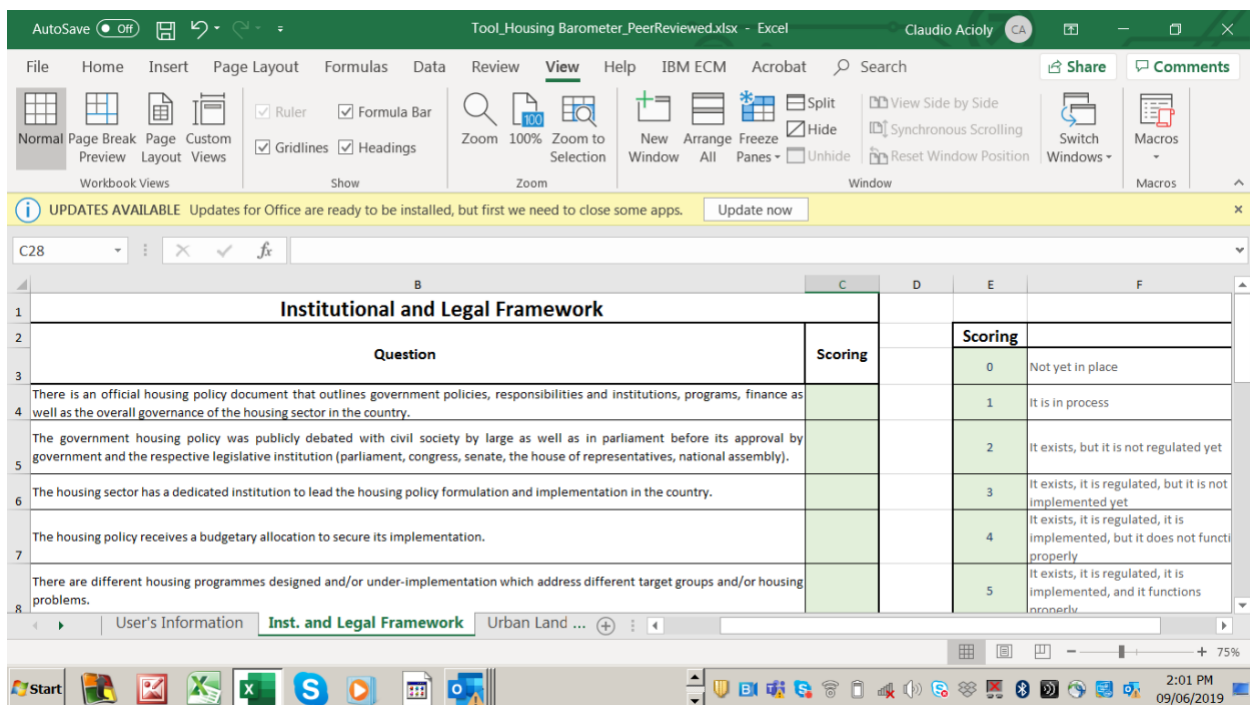 AutoSave Off Tool_Housing Barometer_PeerReviewed.xlsx - Excel Claudio Acioly CA
File Home Insert Page Layout Formulas Data Review View Help IBM ECM Acrobat Search Share Comments
Normal Page Break Preview Page Layout Custom Views
Ruler Formula Bar
Gridlines Headings
Zoom 100% Zoom to Selection
New Window Arrange All Freeze Panes
Split
Hide
Unhide
View Side by Side
Synchronous Scrolling
Reset Window Position
Switch Windows
Macros
Workbook Views Show Zoom Window Macros
UPDATES AVAILABLE Updates for Office are ready to be installed, but first we need to close some apps. Update now
C28 fx
B C D E F
1 Institutional and Legal Framework
2 Scoring
Question Scoring
3 0 Not yet in place
There is an official housing policy document that outlines government policies, responsibilities and institutions, programs, finance as
4 well as the overall governance of the housing sector in the country.
1 It is in process
The government housing policy was publicly debated with civil society by large as well as in parliament before its approval by
5 government and the respective legislative institution (parliament, congress, senate, the house of representatives, national assembly).
2 It exists, but it is not regulated yet
6 The housing sector has a dedicated institution to lead the housing policy formulation and implementation in the country.
3 It exists, it is regulated, but it is not
implemented yet
7 The housing policy receives a budgetary allocation to secure its implementation.
It exists, it is regulated, it is
4 implemented, but it does not functi
properly
There are different housing programmes designed and/or under-implementation which address different target groups and/or housing
8 problems.
It exists, it is regulated, it is
5 implemented, and it functions
properly
User's Information Inst. and Legal Framework Urban Land ...
75%
Start 2:01 PM
09/06/2019